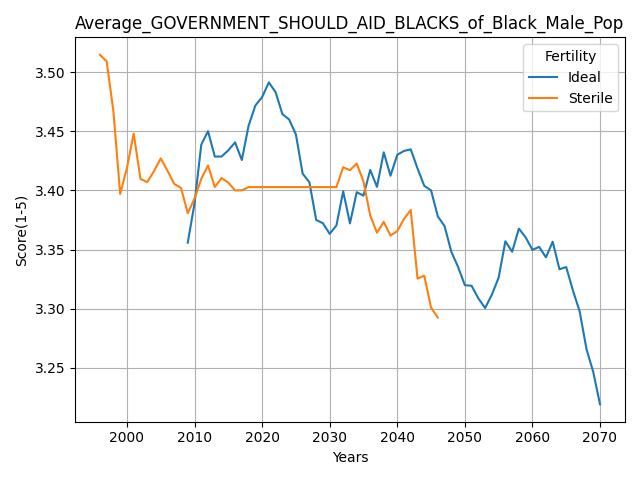 Average_GOVERNMENT_SHOULD_AID_BLACKS_of_Black_Male_Pop
Fertility
Ideal
Sterile
Score(1-5)
3.50
3.45
3.40
3.35
3.30
3.25
2000 2010 2020 2030 2040 2050 2060 2070
Years